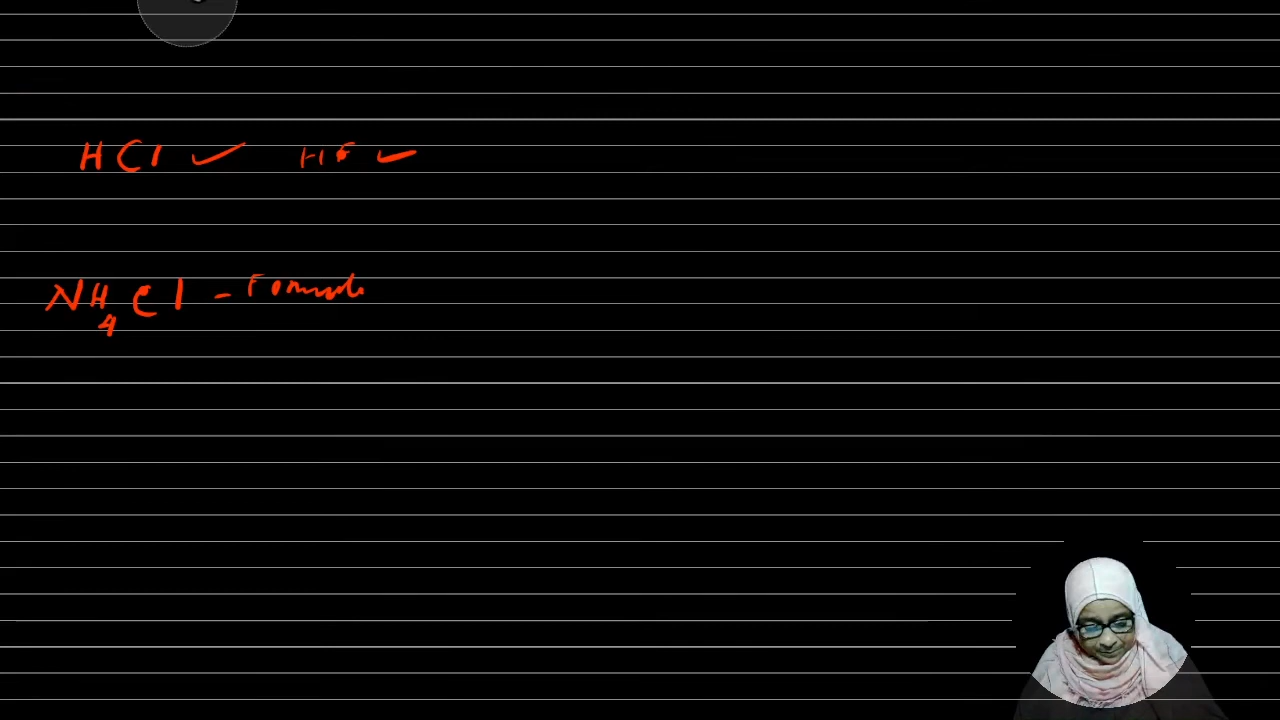 HCl ✓ HF ✓
NH₄Cl - Formula